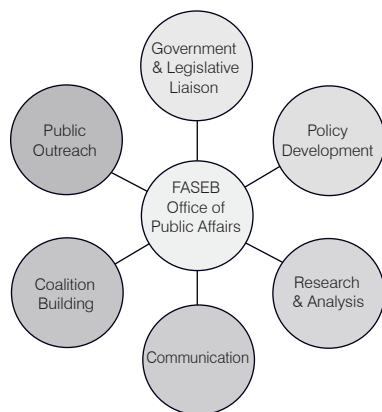 Government
& Legislative
Liaison
Public
Outreach
Policy
Development
FASEB
Office of
Public Affairs
Coalition
Building
Research
& Analysis
Communication